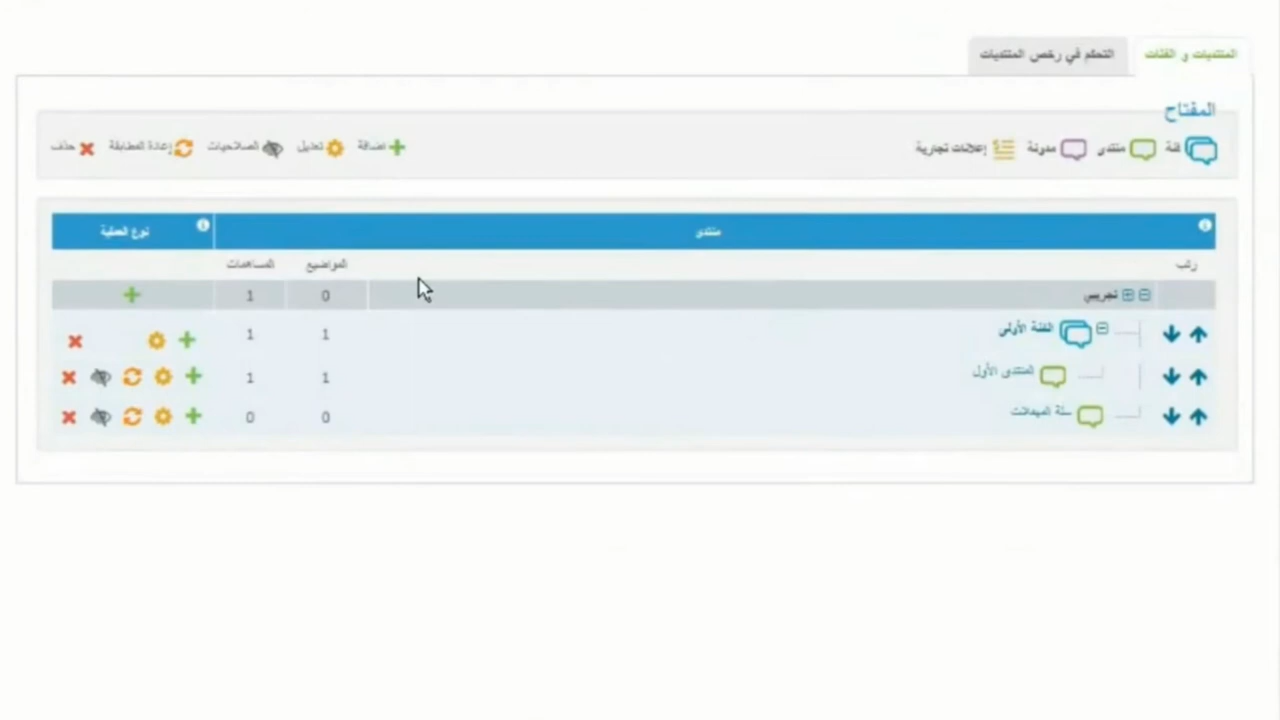 المنتديات و الفئات
التحكم في رخص المنتديات
المفتاح
فئة منتدى مدونة إعلانات تجارية
اضافة تعديل الصلاحيات إعادة المطابقة حذف
منتدى نوع العملية
رتب المواضيع المساهمات
تجريبي 0 1
الفئة الأولى 1 1
المنتدى الأول 1 1
سلة المهملات 0 0